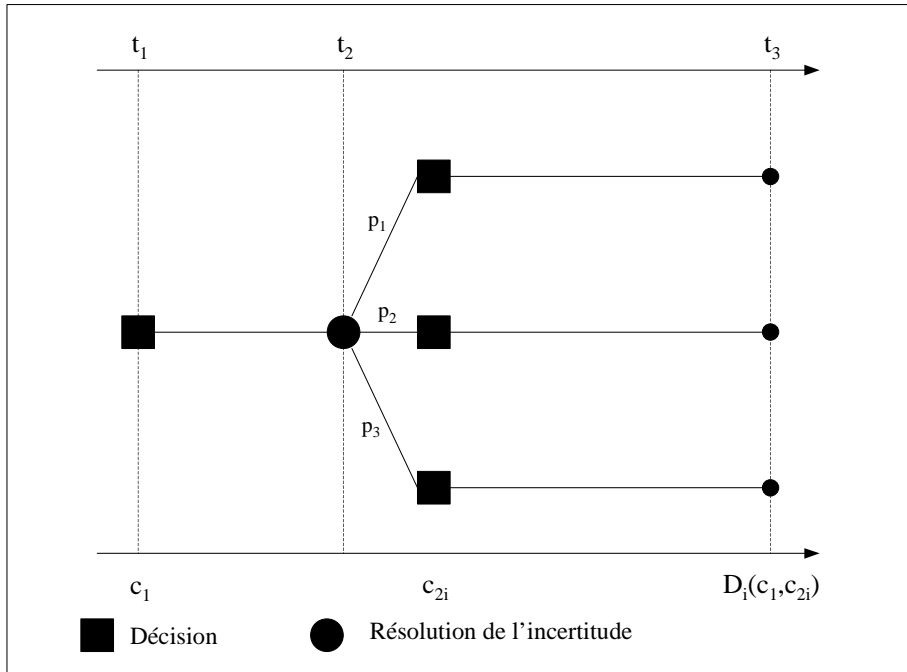 t₁ t₂ t₃
p₁
p₂
p₃
c₁ c₂ᵢ Dᵢ(c₁,c₂ᵢ)
Décision Résolution de l'incertitude